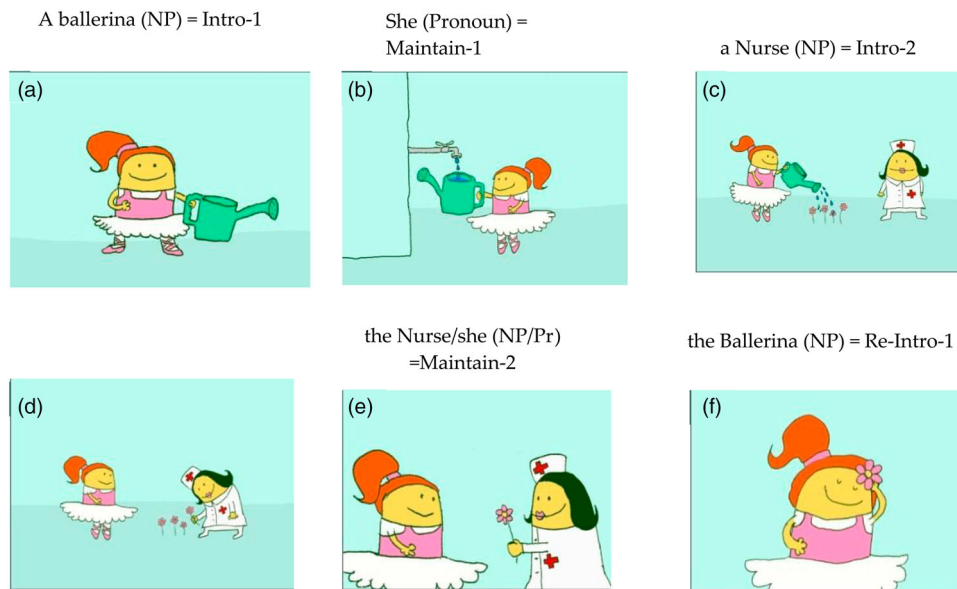 A ballerina (NP) = Intro-1
She (Pronoun) =
Maintain-1
a Nurse (NP) = Intro-2
(a)
(b)
(c)
the Nurse/she (NP/Pr)
=Maintain-2
the Ballerina (NP) = Re-Intro-1
(d)
(e)
(f)